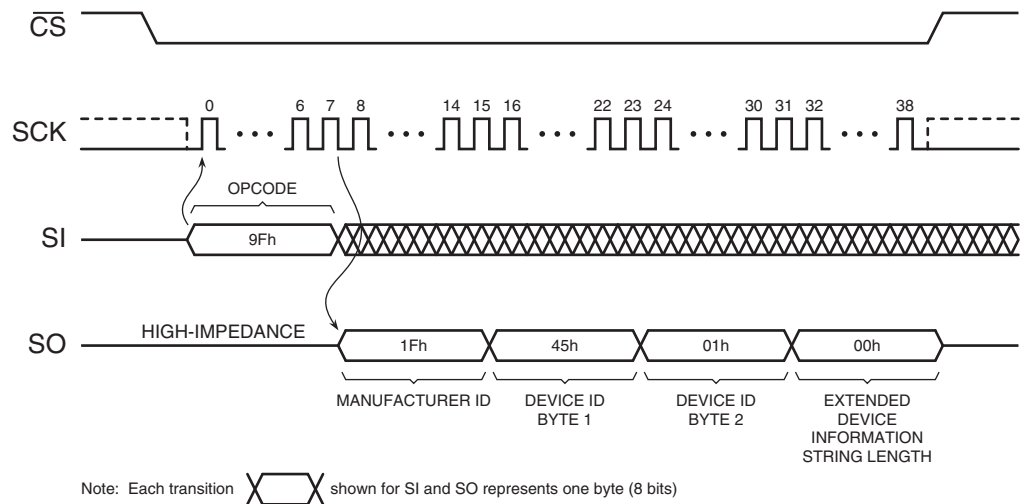 CS
0 6 7 8 14 15 16 22 23 24 30 31 32 38
SCK
OPCODE
SI
9Fh
HIGH-IMPEDANCE
SO
1Fh 45h 01h 00h
MANUFACTURER ID
DEVICE ID
BYTE 1
DEVICE ID
BYTE 2
EXTENDED
DEVICE
INFORMATION
STRING LENGTH
Note: Each transition shown for SI and SO represents one byte (8 bits)